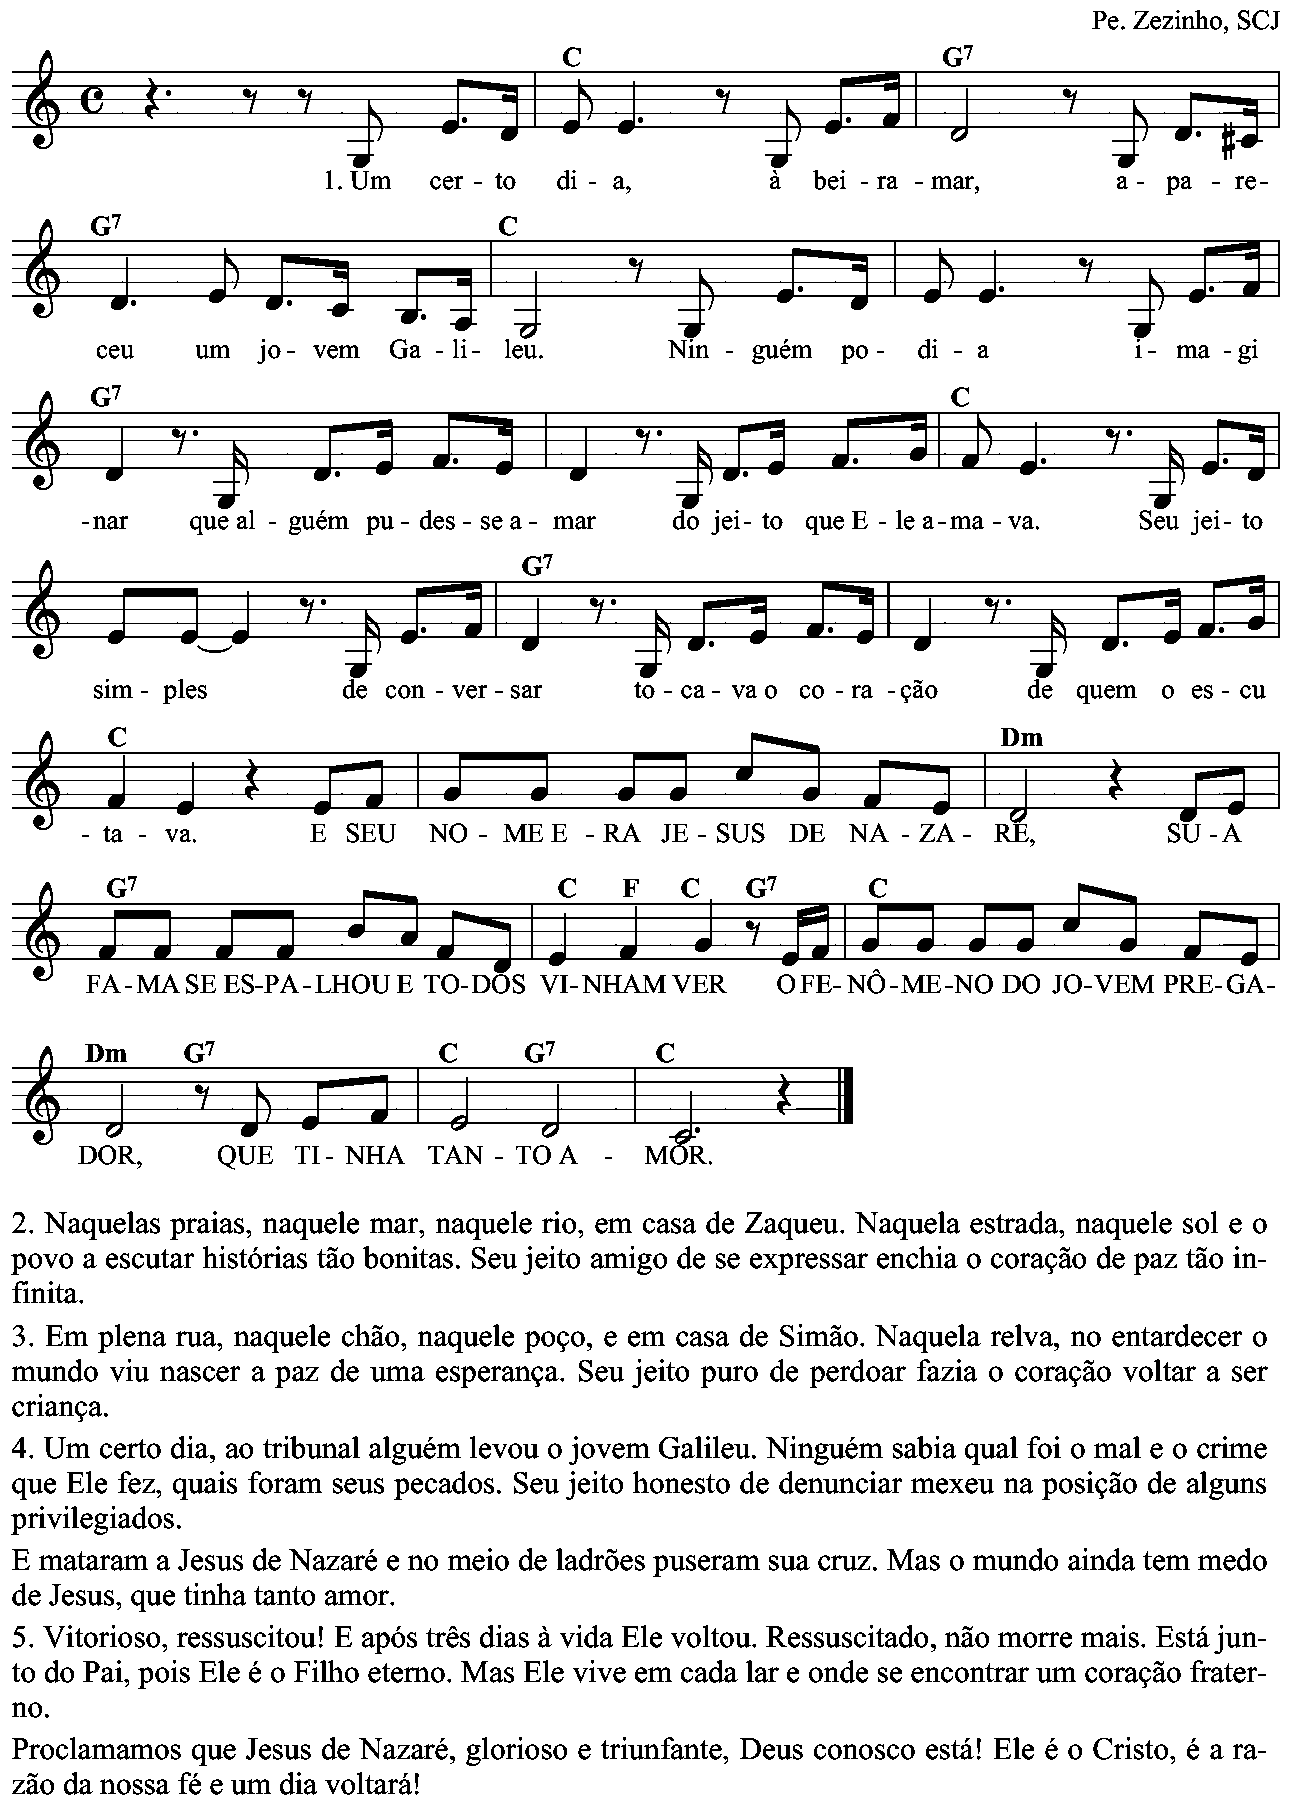 Pe. Zezinho, SCJ
C G7
1. Um cer - to di - a, à bei - ra - mar, a - pa - re-
G7 C
ceu um jo - vem Ga - li - leu. Nin - guém po - di - a i - ma - gi
G7 C
-nar que al - guém pu - des - se a - mar do jei - to que E - le a - ma - va. Seu jei - to
G7
sim - ples de con - ver - sar to - ca - va o co - ra - ção de quem o es - cu
C Dm
- ta - va. E SEU NO - ME E - RA JE - SUS DE NA - ZA - RÉ, SU - A
G7 C F C G7 C
FA - MA SE ES - PA - LHOU E TO - DOS VI - NHAM VER O FE - NÔ - ME - NO DO JO - VEM PRE - GA -
Dm G7 C G7 C
DOR, QUE TI - NHA TAN - TO A - MOR.
2. Naquelas praias, naquele mar, naquele rio, em casa de Zaqueu. Naquela estrada, naquele sol e o
povo a escutar histórias tão bonitas. Seu jeito amigo de se expressar enchia o coração de paz tão in-
finita.
3. Em plena rua, naquele chão, naquele poço, e em casa de Simão. Naquela relva, no entardecer o
mundo viu nascer a paz de uma esperança. Seu jeito puro de perdoar fazia o coração voltar a ser
criança.
4. Um certo dia, ao tribunal alguém levou o jovem Galileu. Ninguém sabia qual foi o mal e o crime
que Ele fez, quais foram seus pecados. Seu jeito honesto de denunciar mexeu na posição de alguns
privilegiados.
E mataram a Jesus de Nazaré e no meio de ladrões puseram sua cruz. Mas o mundo ainda tem medo
de Jesus, que tinha tanto amor.
5. Vitorioso, ressuscitou! E após três dias à vida Ele voltou. Ressuscitado, não morre mais. Está jun-
to do Pai, pois Ele é o Filho eterno. Mas Ele vive em cada lar e onde se encontrar um coração frater-
no.
Proclamamos que Jesus de Nazaré, glorioso e triunfante, Deus conosco está! Ele é o Cristo, é a ra-
zão da nossa fé e um dia voltará!